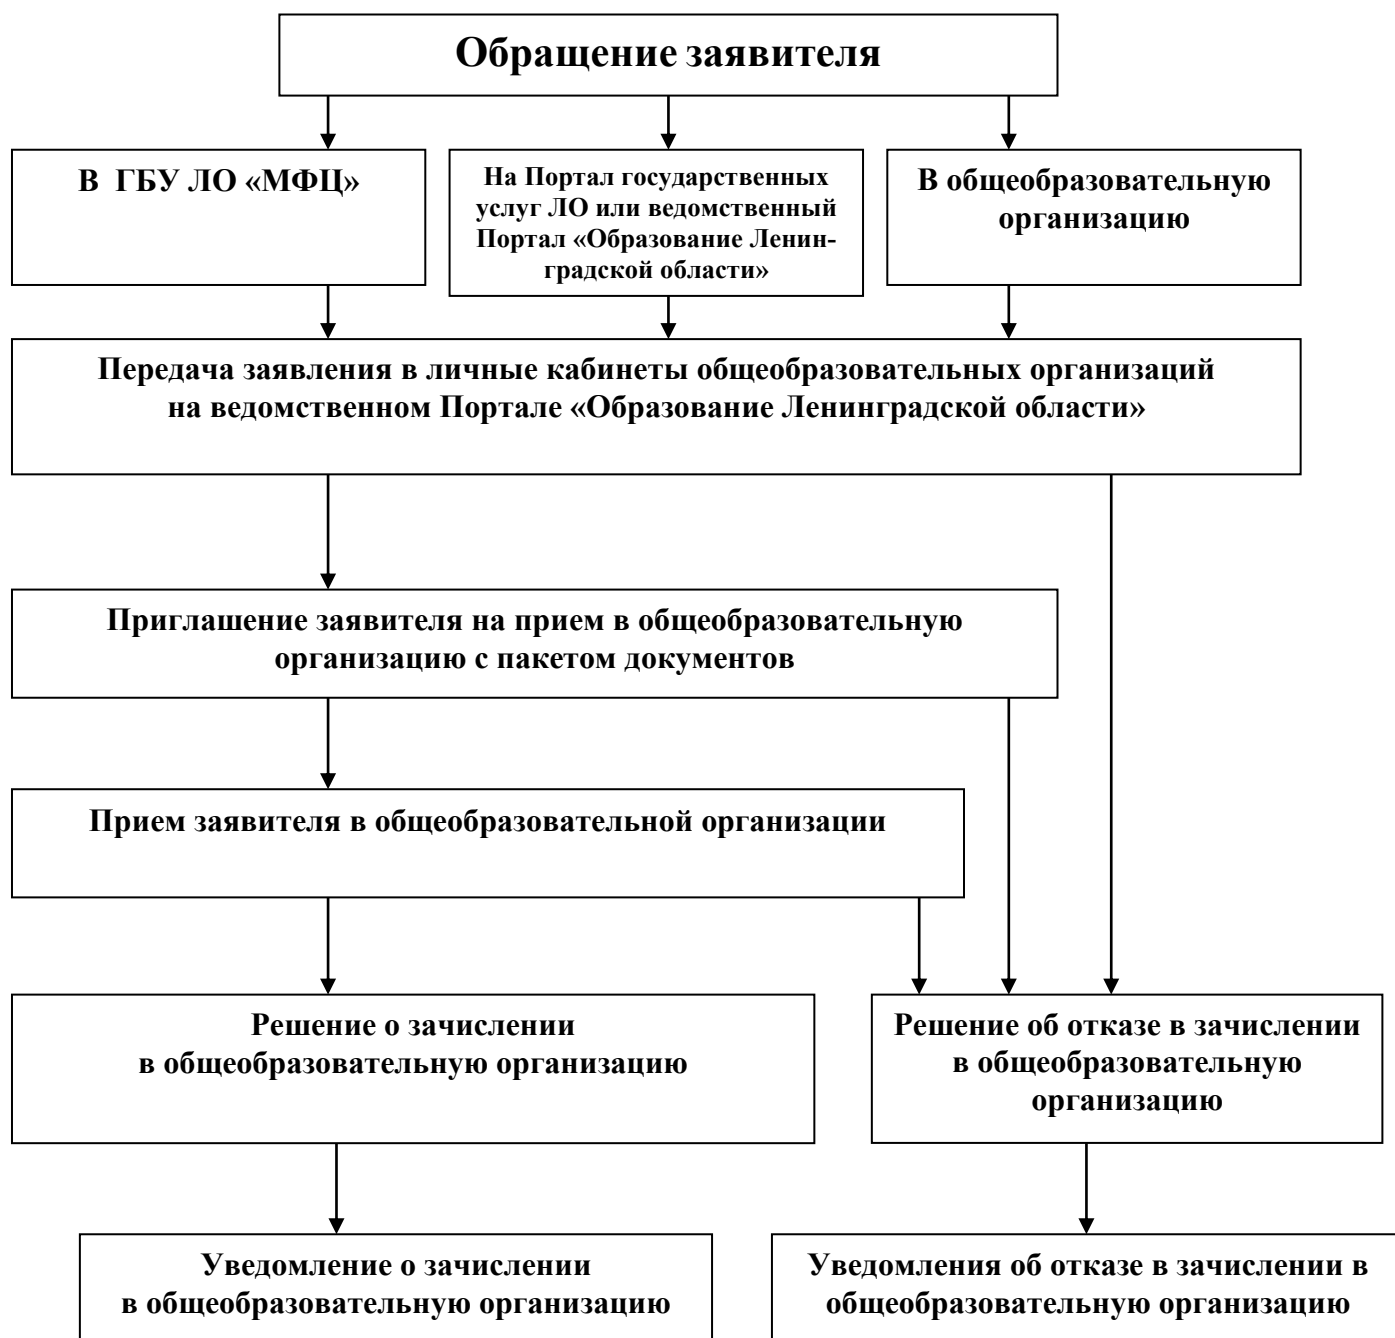 Обращение заявителя
В ГБУ ЛО «МФЦ»
На Портал государственных
услуг ЛО или ведомственный
Портал «Образование Ленин-
градской области»
В общеобразовательную
организацию
Передача заявления в личные кабинеты общеобразовательных организаций
на ведомственном Портале «Образование Ленинградской области»
Приглашение заявителя на прием в общеобразовательную
организацию с пакетом документов
Прием заявителя в общеобразовательной организации
Решение о зачислении
в общеобразовательную организацию
Решение об отказе в зачислении
в общеобразовательную
организацию
Уведомление о зачислении
в общеобразовательную организацию
Уведомления об отказе в зачислении в
общеобразовательную организацию